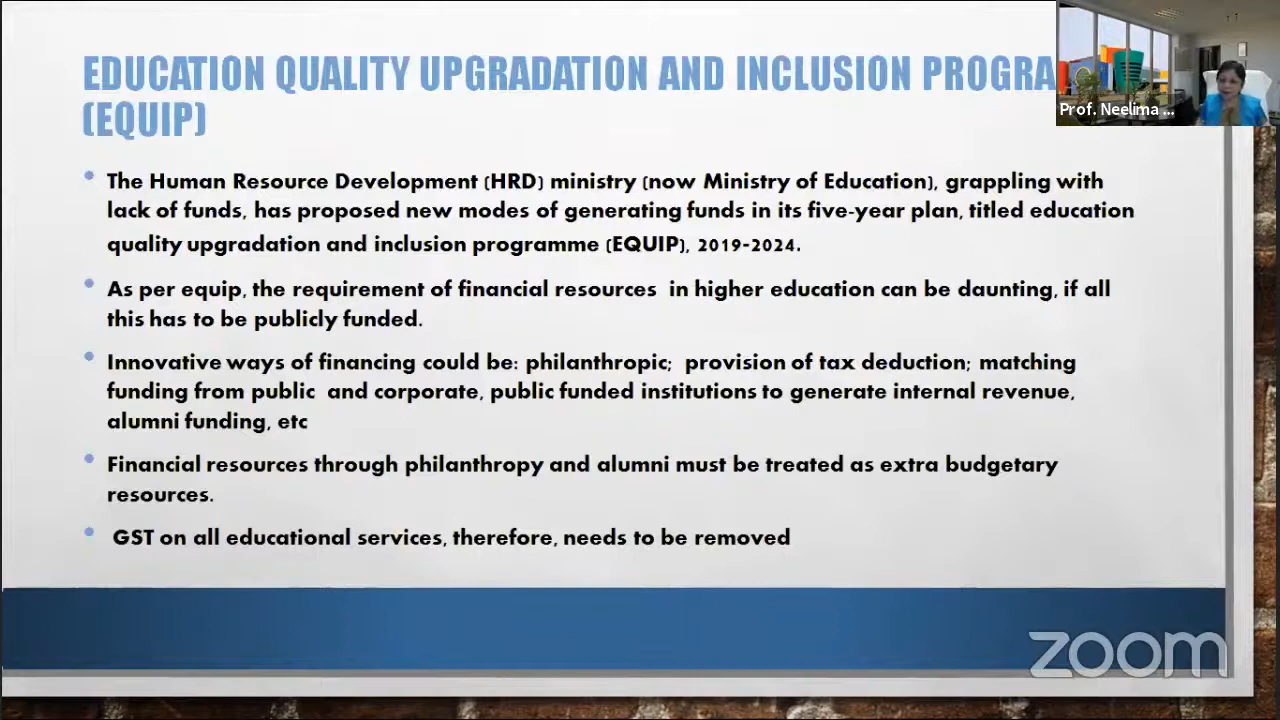 EDUCATION QUALITY UPGRADATION AND INCLUSION
(EQUIP)
Prof. Neelima ...
• The Human Resource Development (HRD) ministry (now Ministry of Education), grappling with
lack of funds, has proposed new modes of generating funds in its five-year plan, titled education
quality upgradation and inclusion programme (EQUIP), 2019-2024.
• As per equip, the requirement of financial resources in higher education can be daunting, if all
this has to be publicly funded.
• Innovative ways of financing could be: philanthropic; provision of tax deduction; matching
funding from public and corporate, public funded institutions to generate internal revenue,
alumni funding, etc
• Financial resources through philanthropy and alumni must be treated as extra budgetary
resources.
• GST on all educational services, therefore, needs to be removed
zoom